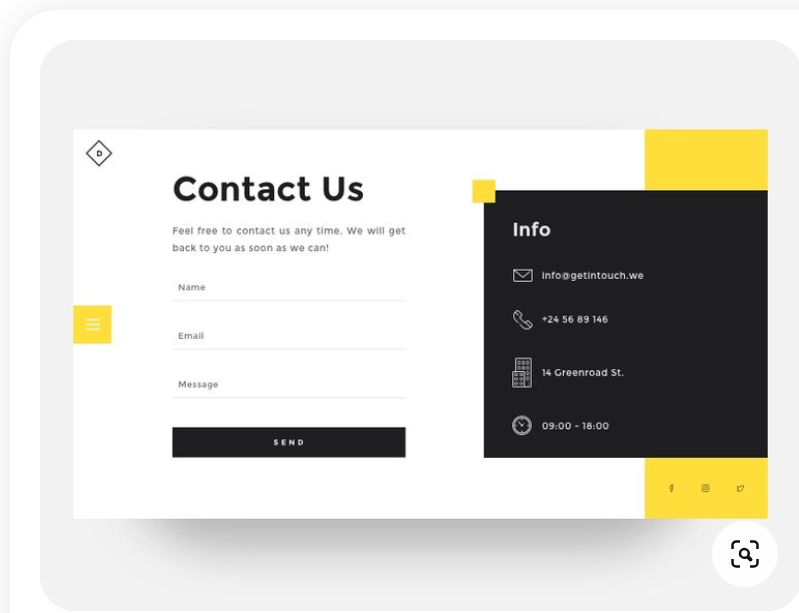 D
Contact Us
Feel free to contact us any time. We will get
back to you as soon as we can!
Name
Email
Message
SEND
Info
info@getintouch.we
+24 56 89 146
14 Greenroad St.
09:00 - 18:00